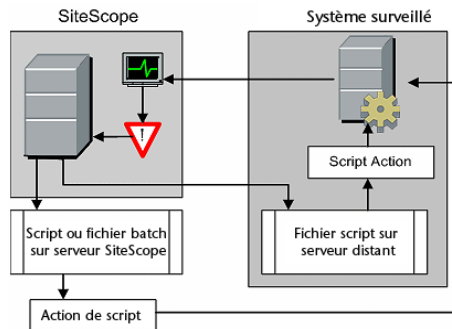 SiteScope
Système surveillé
!
Script Action
Script ou fichier batch
sur serveur SiteScope
Fichier script sur
serveur distant
Action de script